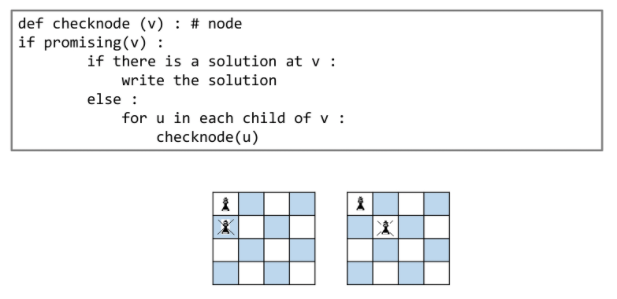 def checknode (v) : # node
if promising(v) :
if there is a solution at v :
write the solution
else :
for u in each child of v :
checknode(u)